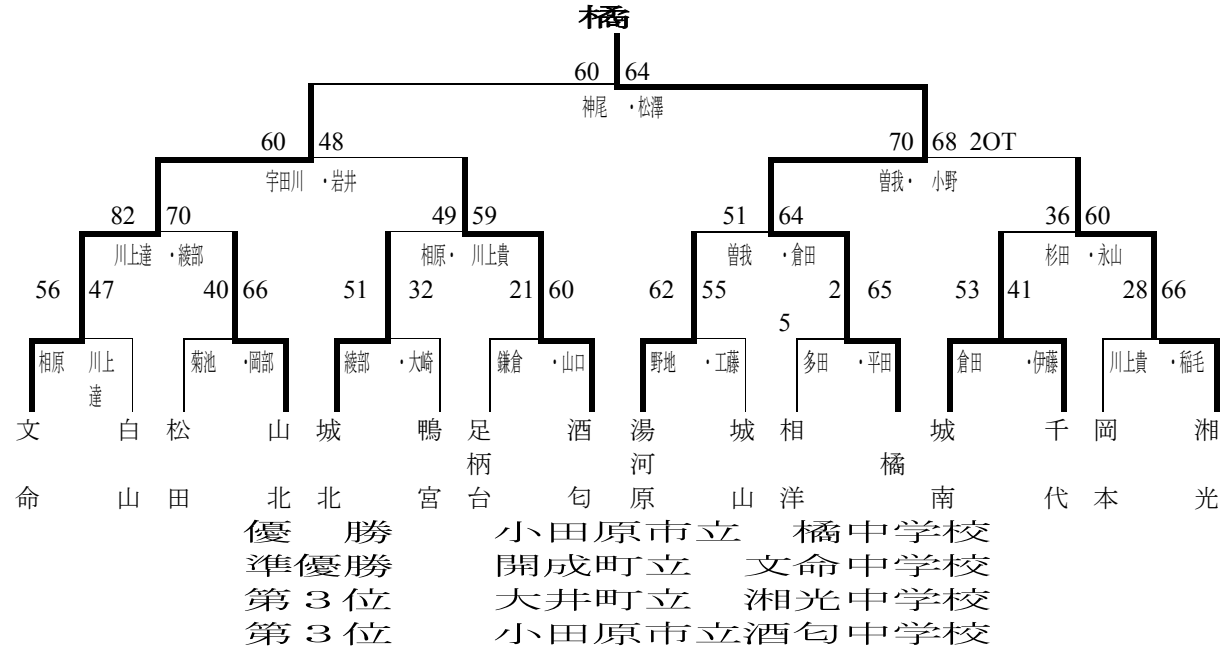 橘
60 64
神尾 ・松澤
60 48 70 68 2OT
宇田川 ・岩井 曽我・ 小野
82 70 49 59 51 64 36 60
川上達 ・綾部 相原・ 川上貴 曽我 ・倉田 杉田 ・永山
56 47 40 66 51 32 21 60 62 55 2 65 53 41 28 66
5
相原 川上 菊池 ・岡部 綾部 ・大崎 鎌倉 ・山口 野地 ・工藤 多田 ・平田 倉田 ・伊藤 川上貴 ・稲毛
達
文命 白山 松田 山北 城北 鴨宮 足柄台 酒匂 湯河原 城山 相洋 橘 城南 千代 岡本 湘光
優 勝 小田原市立 橘中学校
準優勝 開成町立 文命中学校
第3位 大井町立 湘光中学校
第3位 小田原市立酒匂中学校